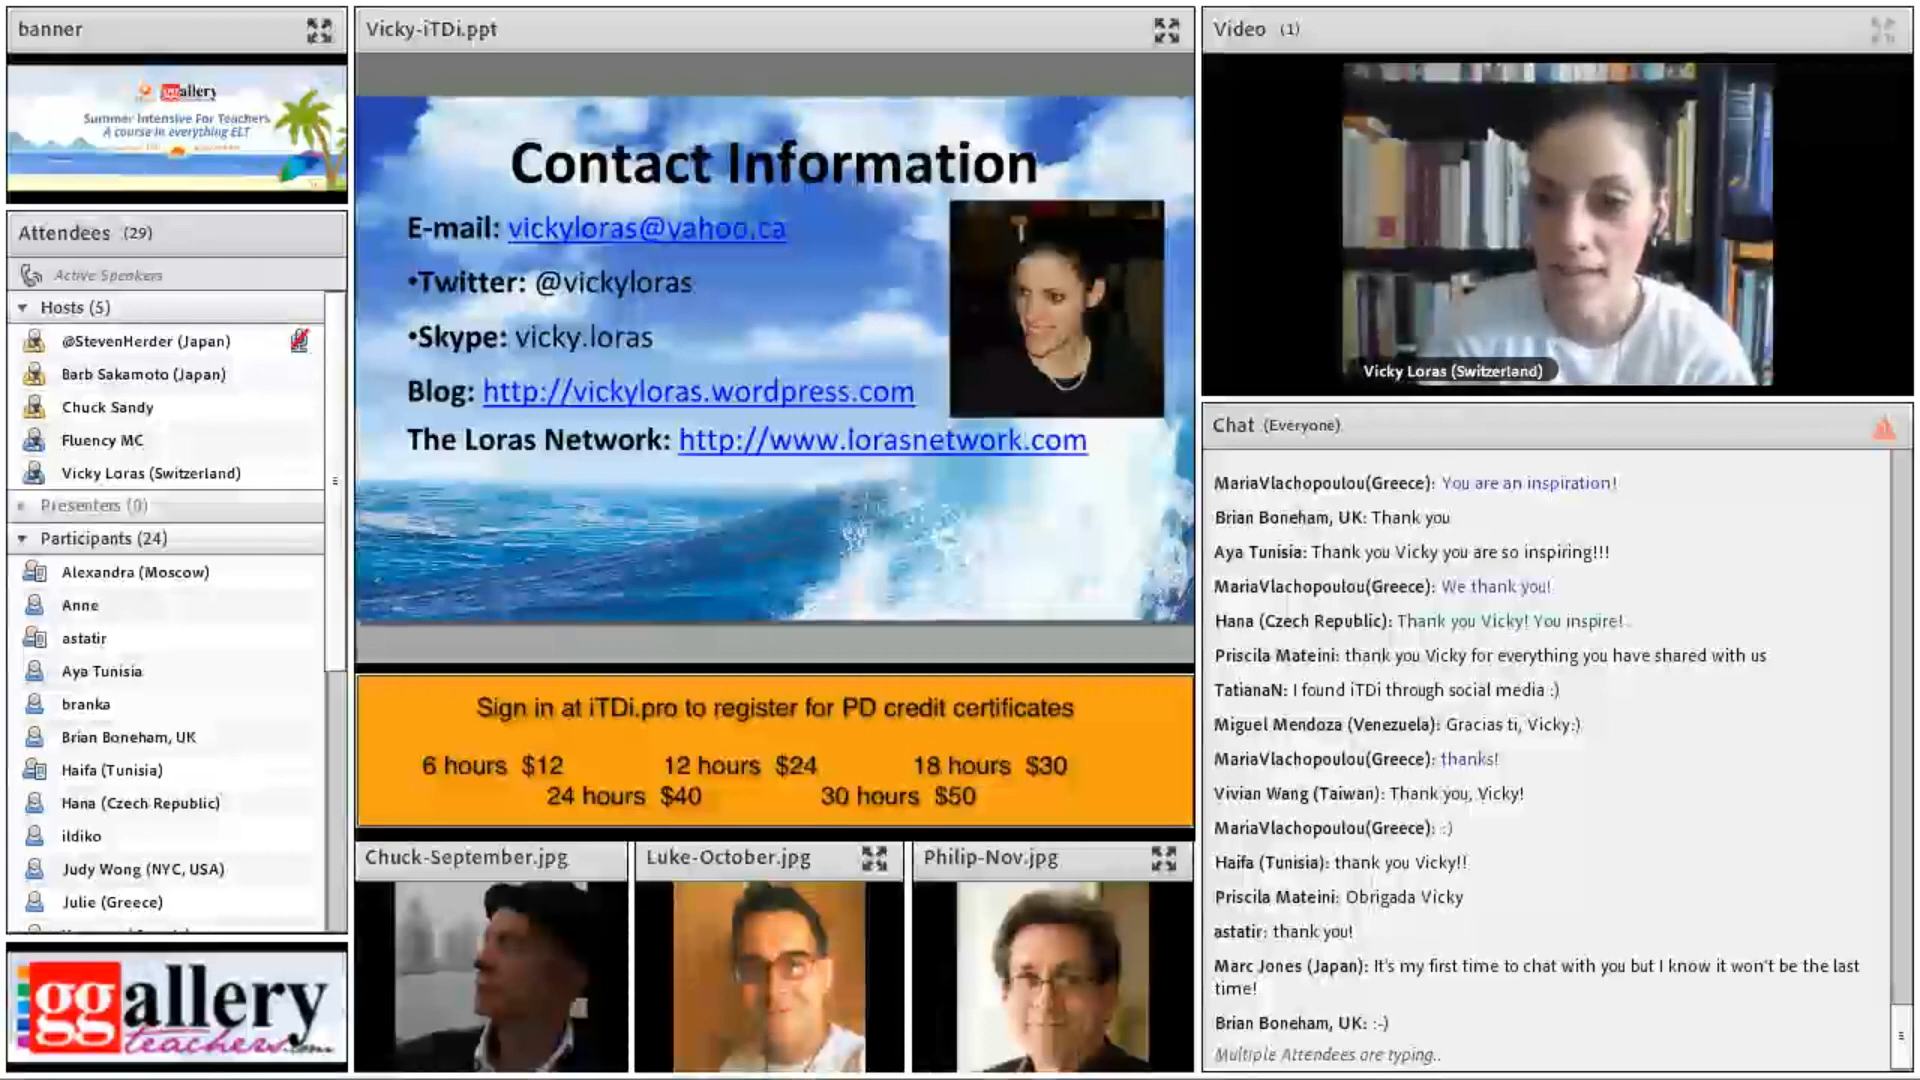 banner
ggallery
Summer Intensive For Teachers
A course in everything ELT
Attendees (29)
Active Speakers
Hosts (5)
@StevenHerder (Japan)
Barb Sakamoto (Japan)
Chuck Sandy
Fluency MC
Vicky Loras (Switzerland)
Presenters (0)
Participants (24)
Alexandra (Moscow)
Anne
astatir
Aya Tunisia
branka
Brian Boneham, UK
Haifa (Tunisia)
Hana (Czech Republic)
ildiko
Judy Wong (NYC, USA)
Julie (Greece)
ggallery
teachers.com
Vicky-iTDi.ppt
Contact Information
E-mail: vickyloras@yahoo.ca
•Twitter: @vickyloras
•Skype: vicky.loras
Blog: http://vickyloras.wordpress.com
The Loras Network: http://www.lorasnetwork.com
Sign in at iTDi.pro to register for PD credit certificates
6 hours $12 12 hours $24 18 hours $30
24 hours $40 30 hours $50
Chuck-September.jpg
Luke-October.jpg
Philip-Nov.jpg
Video (1)
Vicky Loras (Switzerland)
Chat (Everyone)
MariaVlachopoulou(Greece): You are an inspiration!
Brian Boneham, UK: Thank you
Aya Tunisia: Thank you Vicky you are so inspiring!!!
MariaVlachopoulou(Greece): We thank you!
Hana (Czech Republic): Thank you Vicky! You inspire!
Priscila Mateini: thank you Vicky for everything you have shared with us
TatianaN: I found iTDi through social media :)
Miguel Mendoza (Venezuela): Gracias ti, Vicky:)
MariaVlachopoulou(Greece): thanks!
Vivian Wang (Taiwan): Thank you, Vicky!
MariaVlachopoulou(Greece): :)
Haifa (Tunisia): thank you Vicky!!
Priscila Mateini: Obrigada Vicky
astatir: thank you!
Marc Jones (Japan): It's my first time to chat with you but I know it won't be the last
time!
Brian Boneham, UK: :-)
Multiple Attendees are typing..